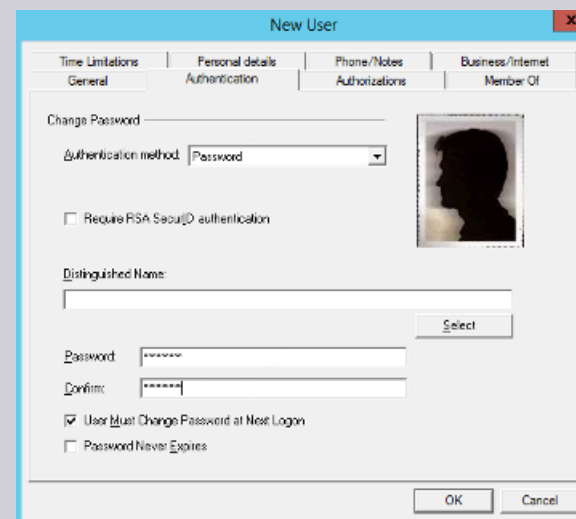 New User
x
Time Limitations Personal details Phone/Notes Business/Internet
General Authentication Authorizations Member Of
Change Password
Authentication method: Password
Require RSA SecurID authentication
Distinguished Name:
Select
Password: *******
Confirm: *******
User Must Change Password at Next Logon
Password Never Expires
OK Cancel